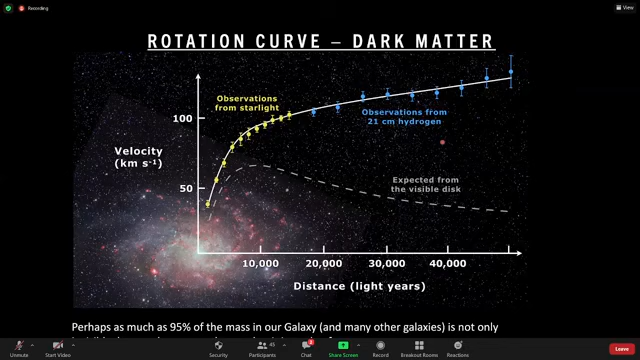 Recording
View
ROTATION CURVE – DARK MATTER
Observations
from starlight
100
Observations from
21 cm hydrogen
Velocity
(km s⁻¹)
50
Expected from
the visible disk
10,000 20,000 30,000 40,000
Distance (light years)
Perhaps as much as 95% of the mass in our Galaxy (and many other galaxies) is not only
45
2
Unmute Start Video Security Participants Chat Share Screen Record Breakout Rooms Reactions Leave